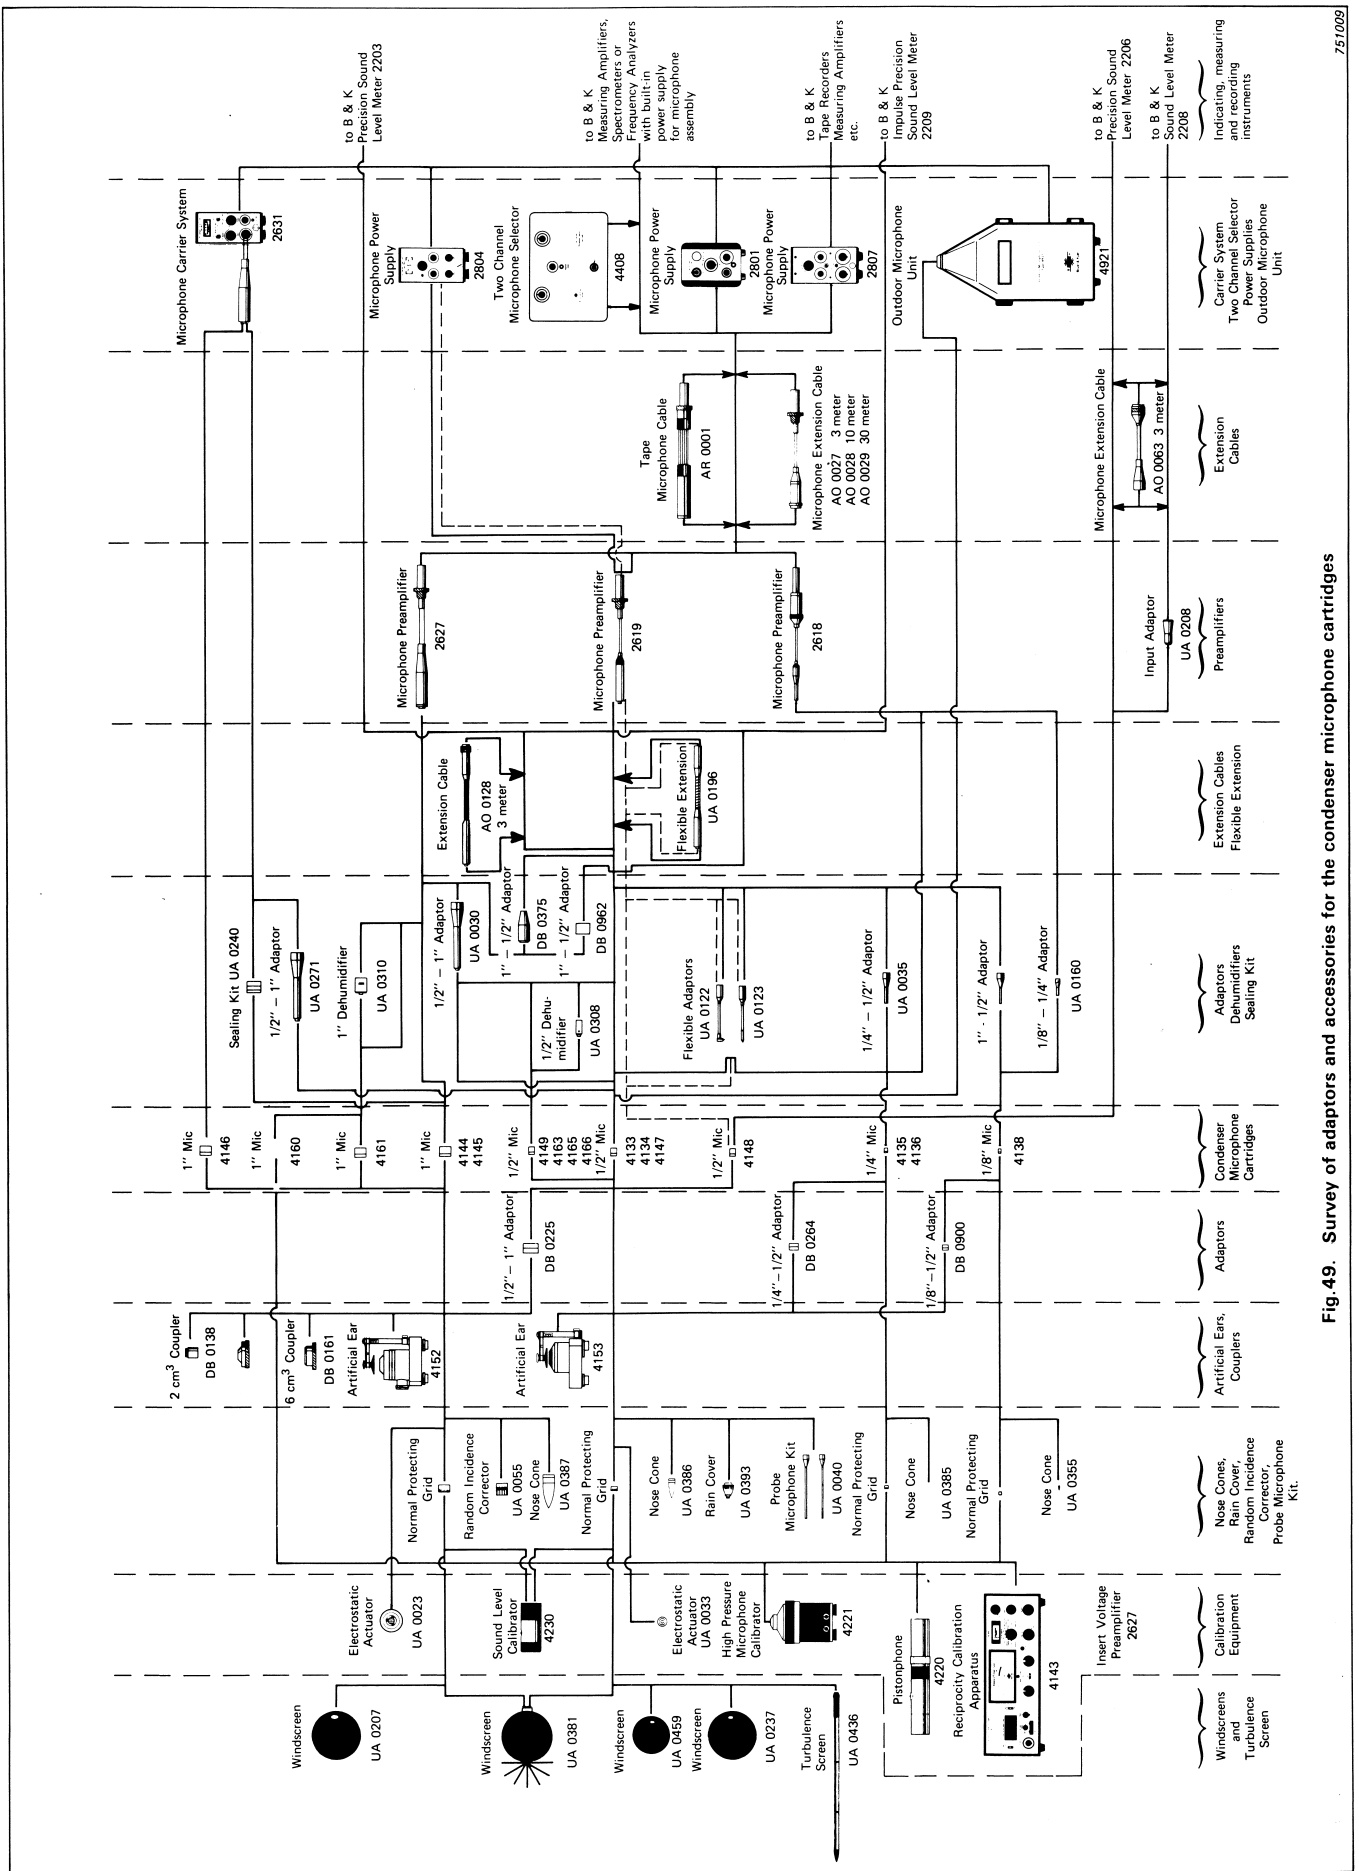 751009
to B & K
Precision Sound
Level Meter 2203
to B & K
Measuring Amplifiers,
Spectrometers or
Frequency Analyzers
with built-in
power supply
for microphone
assembly
to B & K
Tape Recorders
Measuring Amplifiers
etc.
to B & K
Impulse Precision
Sound Level Meter
2209
to B & K
Precision Sound
Level Meter 2206
to B & K
Sound Level Meter
2208
Indicating, measuring
and recording
instruments
Microphone Carrier System
2631
Microphone Power
Supply
2804
Two Channel
Microphone Selector
4408
Microphone Power
Supply
2801
Microphone Power
Supply
2807
Outdoor Microphone
Unit
4921
Carrier System
Two Channel Selector
Power Supplies
Outdoor Microphone
Unit
Tape
Microphone Cable
AR 0001
Microphone Extension Cable
AO 0027 3 meter
AO 0028 10 meter
AO 0029 30 meter
Microphone Extension Cable
AO 0063 3 meter
Extension
Cables
Microphone Preamplifier
2627
Microphone Preamplifier
2619
Microphone Preamplifier
2618
Input Adaptor
UA 0208
Preamplifiers
Extension Cable
AO 0128
3 meter
Flexible Extension
UA 0196
Extension Cables
Flaxible Extension
Sealing Kit UA 0240
1/2" – 1" Adaptor
UA 0271
1" Dehumidifier
UA 0310
1/2" – 1" Adaptor
UA 0030
1" – 1/2" Adaptor
DB 0375
1" – 1/2" Adaptor
DB 0962
1/2" Dehu-
midifier
UA 0308
Flexible Adaptors
UA 0122
UA 0123
1/4" – 1/2" Adaptor
UA 0035
1" - 1/2" Adaptor
1/8" – 1/4" Adaptor
UA 0160
Adaptors
Dehumidifiers
Sealing Kit
1" Mic
4146
1" Mic
4160
1" Mic
4161
1" Mic
4144
4145
1/2" Mic
4149
4163
4165
4166
1/2" Mic
4133
4134
4147
1/2" Mic
4148
1/4" Mic
4135
4136
1/8" Mic
4138
Condenser
Microphone
Cartridges
1/2" – 1" Adaptor
DB 0225
1/4" – 1/2" Adaptor
DB 0264
1/8" – 1/2" Adaptor
DB 0900
Adaptors
2 cm³ Coupler
DB 0138
6 cm³ Coupler
DB 0161
Artificial Ear
4152
Artificial Ear
4153
Artificial Ears,
Couplers
Normal Protecting
Grid
Random Incidence
Corrector
UA 0055
Nose Cone
UA 0387
Normal Protecting
Grid
Nose Cone
UA 0386
Rain Cover
UA 0393
Probe
Microphone Kit
UA 0040
Normal Protecting
Grid
Nose Cone
UA 0385
Normal Protecting
Grid
Nose Cone
UA 0355
Nose Cones,
Rain Cover,
Random Incidence
Corrector,
Probe Microphone
Kit.
Electrostatic
Actuator
UA 0023
Sound Level
Calibrator
4230
Electrostatic
Actuator
UA 0033
High Pressure
Microphone
Calibrator
4221
Pistonphone
4220
Reciprocity Calibration
Apparatus
4143
Insert Voltage
Preamplifier
2627
Calibration
Equipment
Windscreen
UA 0207
Windscreen
UA 0381
Windscreen
UA 0459
Windscreen
UA 0237
Turbulence
Screen
UA 0436
Windscreens
and
Turbulence
Screen
Fig.49. Survey of adaptors and accessories for the condenser microphone cartridges